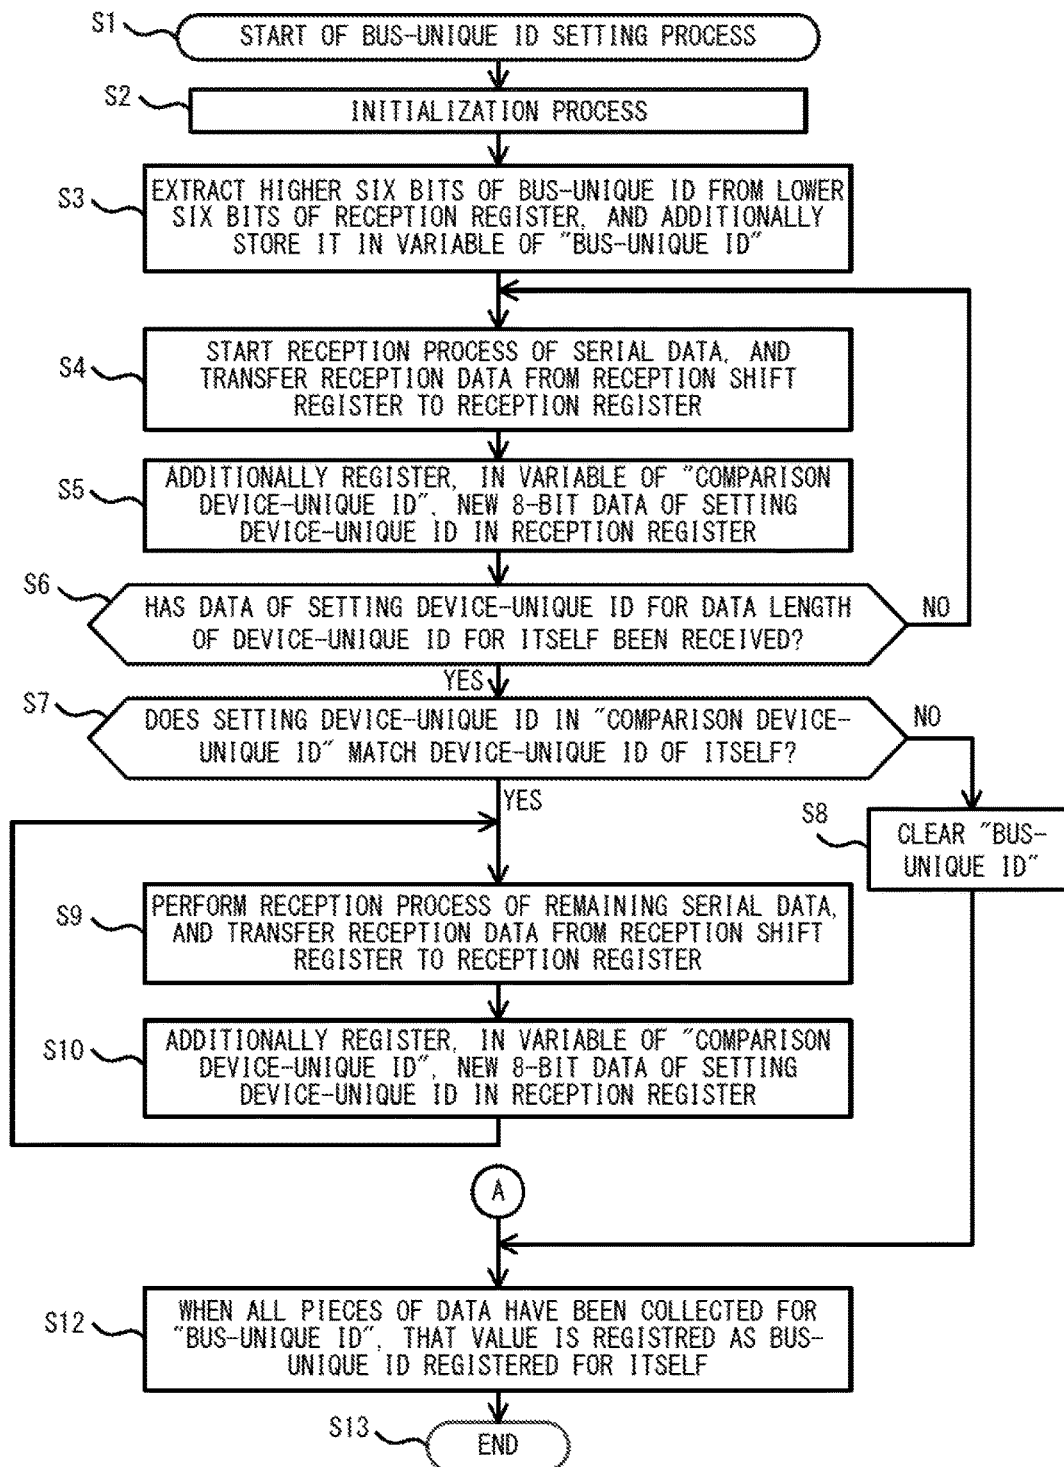 S1
START OF BUS-UNIQUE ID SETTING PROCESS
S2
INITIALIZATION PROCESS
S3
EXTRACT HIGHER SIX BITS OF BUS-UNIQUE ID FROM LOWER
SIX BITS OF RECEPTION REGISTER, AND ADDITIONALLY
STORE IT IN VARIABLE OF "BUS-UNIQUE ID"
S4
START RECEPTION PROCESS OF SERIAL DATA, AND
TRANSFER RECEPTION DATA FROM RECEPTION SHIFT
REGISTER TO RECEPTION REGISTER
S5
ADDITIONALLY REGISTER, IN VARIABLE OF "COMPARISON
DEVICE-UNIQUE ID", NEW 8-BIT DATA OF SETTING
DEVICE-UNIQUE ID IN RECEPTION REGISTER
S6
HAS DATA OF SETTING DEVICE-UNIQUE ID FOR DATA LENGTH
OF DEVICE-UNIQUE ID FOR ITSELF BEEN RECEIVED?
NO
YES
S7
DOES SETTING DEVICE-UNIQUE ID IN "COMPARISON DEVICE-
UNIQUE ID" MATCH DEVICE-UNIQUE ID OF ITSELF?
NO
YES
S8
CLEAR "BUS-
UNIQUE ID"
S9
PERFORM RECEPTION PROCESS OF REMAINING SERIAL DATA,
AND TRANSFER RECEPTION DATA FROM RECEPTION SHIFT
REGISTER TO RECEPTION REGISTER
S10
ADDITIONALLY REGISTER, IN VARIABLE OF "COMPARISON
DEVICE-UNIQUE ID", NEW 8-BIT DATA OF SETTING
DEVICE-UNIQUE ID IN RECEPTION REGISTER
A
S12
WHEN ALL PIECES OF DATA HAVE BEEN COLLECTED FOR
"BUS-UNIQUE ID", THAT VALUE IS REGISTRED AS BUS-
UNIQUE ID REGISTERED FOR ITSELF
S13
END